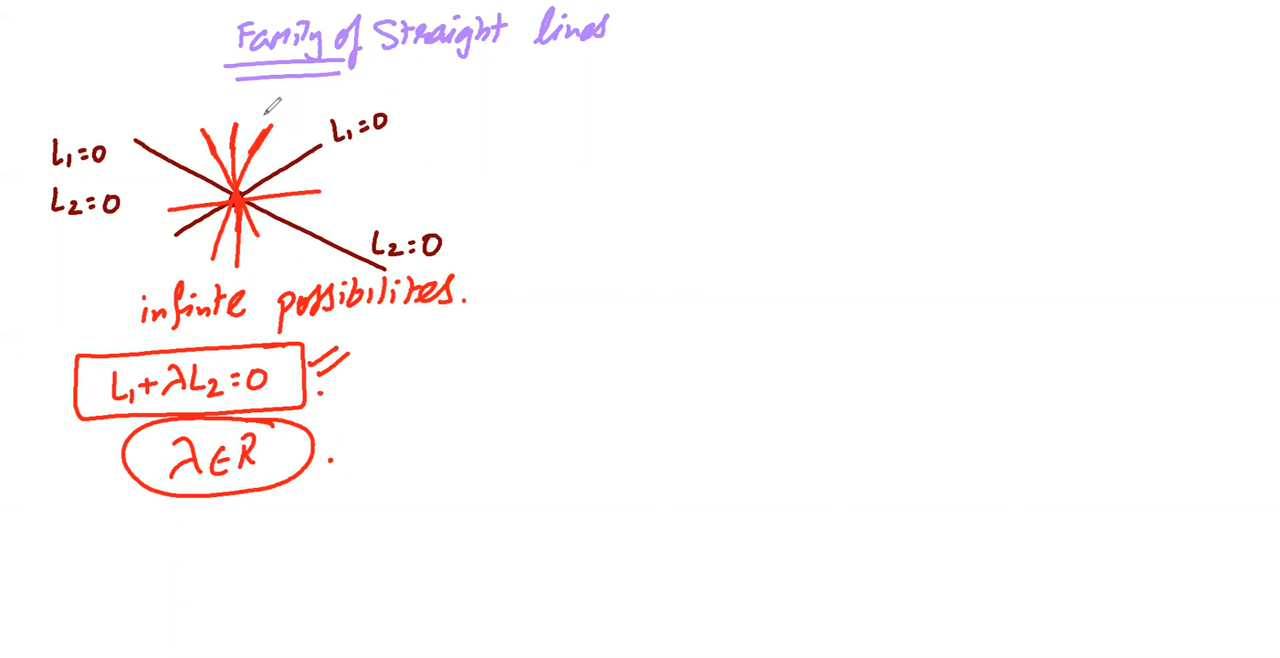 Family of Straight lines
L₁=0
L₁=0
L₂=0
L₂=0
infinte possibilites.
L₁+λL₂=0
λ∈R.